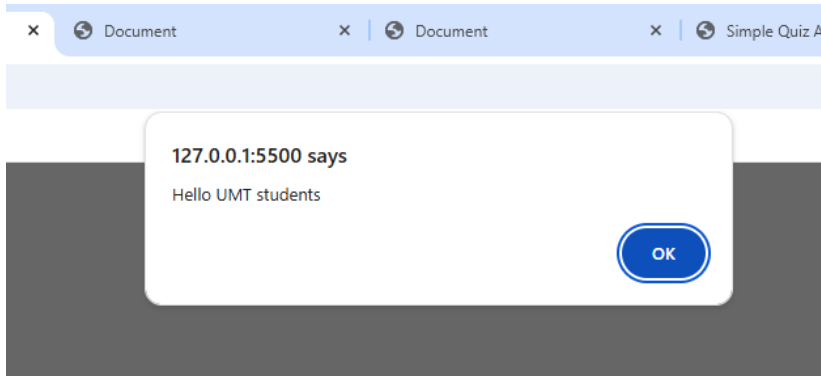 Document
Document
Simple Quiz A
127.0.0.1:5500 says
Hello UMT students
OK